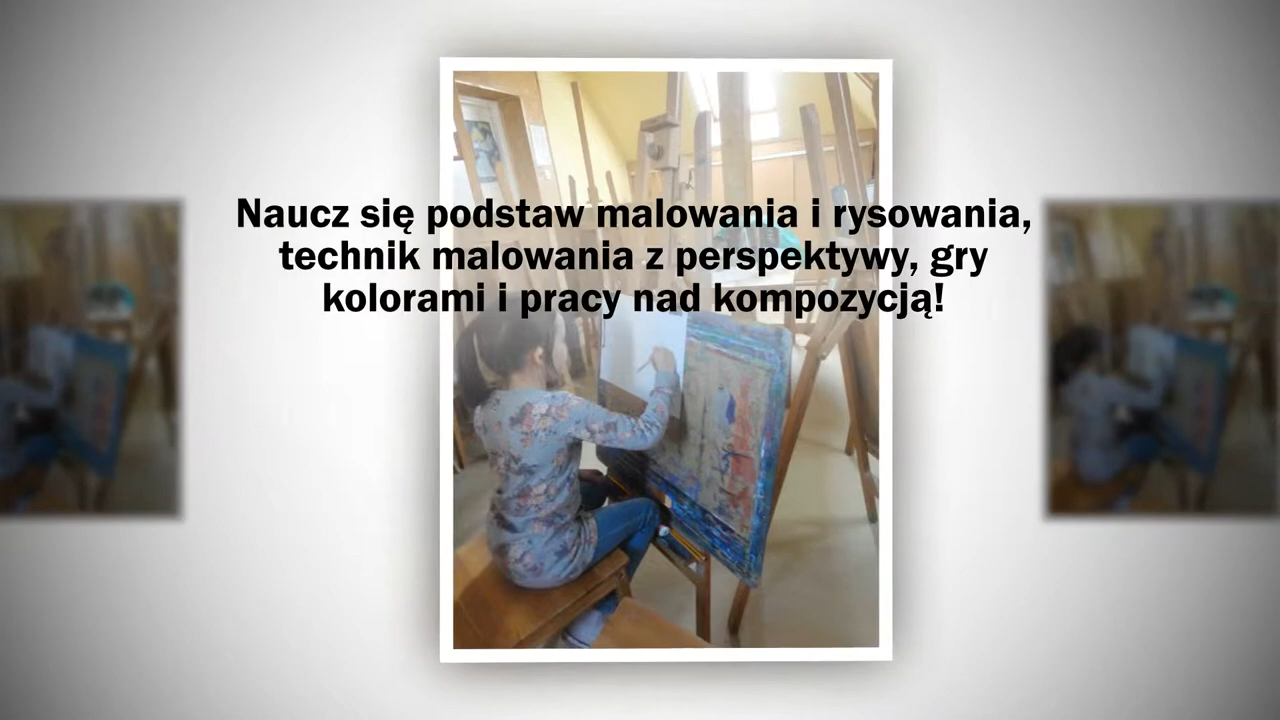 Naucz się podstaw malowania i rysowania,
technik malowania z perspektywy, gry
kolorami i pracy nad kompozycją!